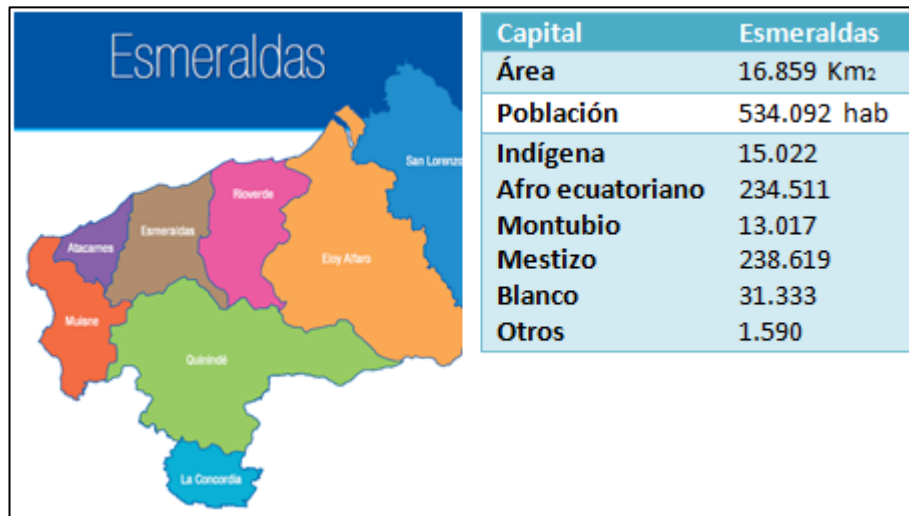 Esmeraldas
San Lorenzo
Rioverde
Esmeraldas
Atacames
Eloy Alfaro
Muisne
Quinindé
La Concordia
Capital Esmeraldas
Área 16.859 Km₂
Población 534.092 hab
Indígena 15.022
Afro ecuatoriano 234.511
Montubio 13.017
Mestizo 238.619
Blanco 31.333
Otros 1.590